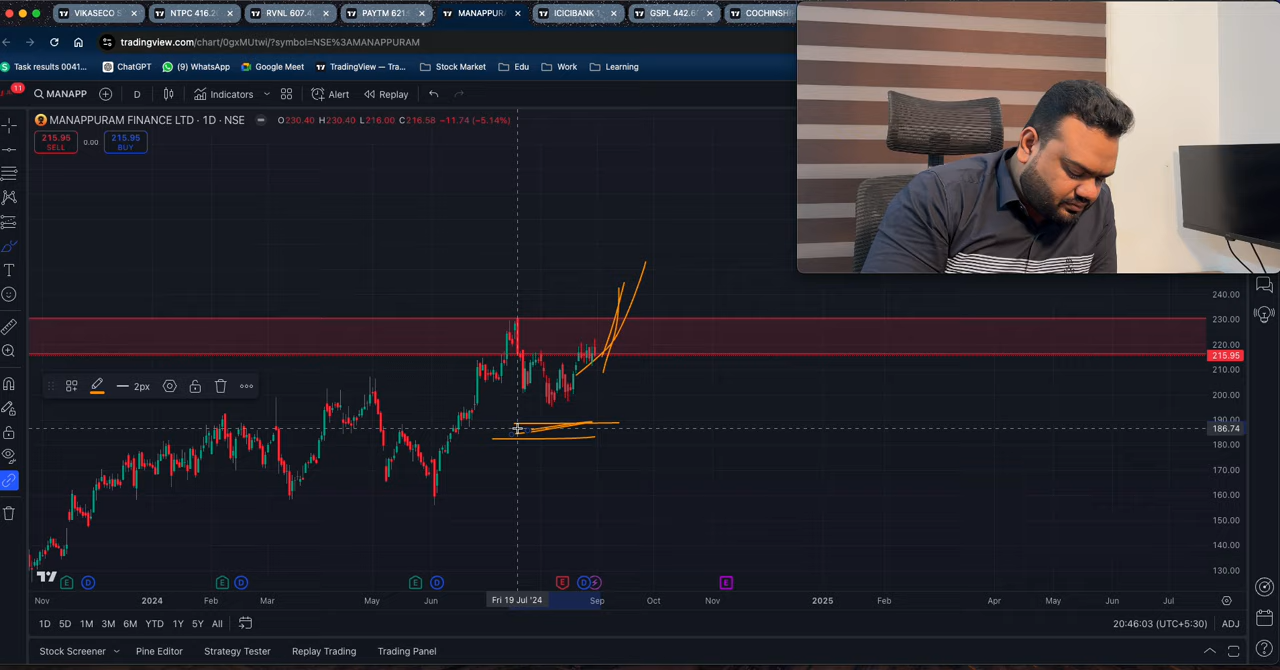 VIKASECO S
NTPC 416.2
RVNL 607.4
PAYTM 621
MANAPPUR
ICICIBANK
GSPL 442.6
COCHINSH
tradingview.com/chart/0gxMUtwi/?symbol=NSE%3AMANAPPURAM
Task results 0041...
ChatGPT
(9) WhatsApp
Google Meet
TradingView — Tra...
Stock Market
Edu
Work
Learning
11
MANAPP
D
Indicators
Alert
Replay
MANAPPURAM FINANCE LTD · 1D · NSE
O230.40 H230.40 L216.00 C216.58 −11.74 (−5.14%)
215.95
SELL
0.00
215.95
BUY
2px
240.00
230.00
220.00
215.95
210.00
200.00
190.00
186.74
180.00
170.00
160.00
150.00
140.00
130.00
E
D
E
D
E
D
E
D
E
Nov
2024
Feb
Mar
May
Jun
Fri 19 Jul '24
Sep
Oct
Nov
2025
Feb
Apr
May
Jun
Jul
1D 5D 1M 3M 6M YTD 1Y 5Y All
20:46:03 (UTC+5:30)
ADJ
Stock Screener
Pine Editor
Strategy Tester
Replay Trading
Trading Panel